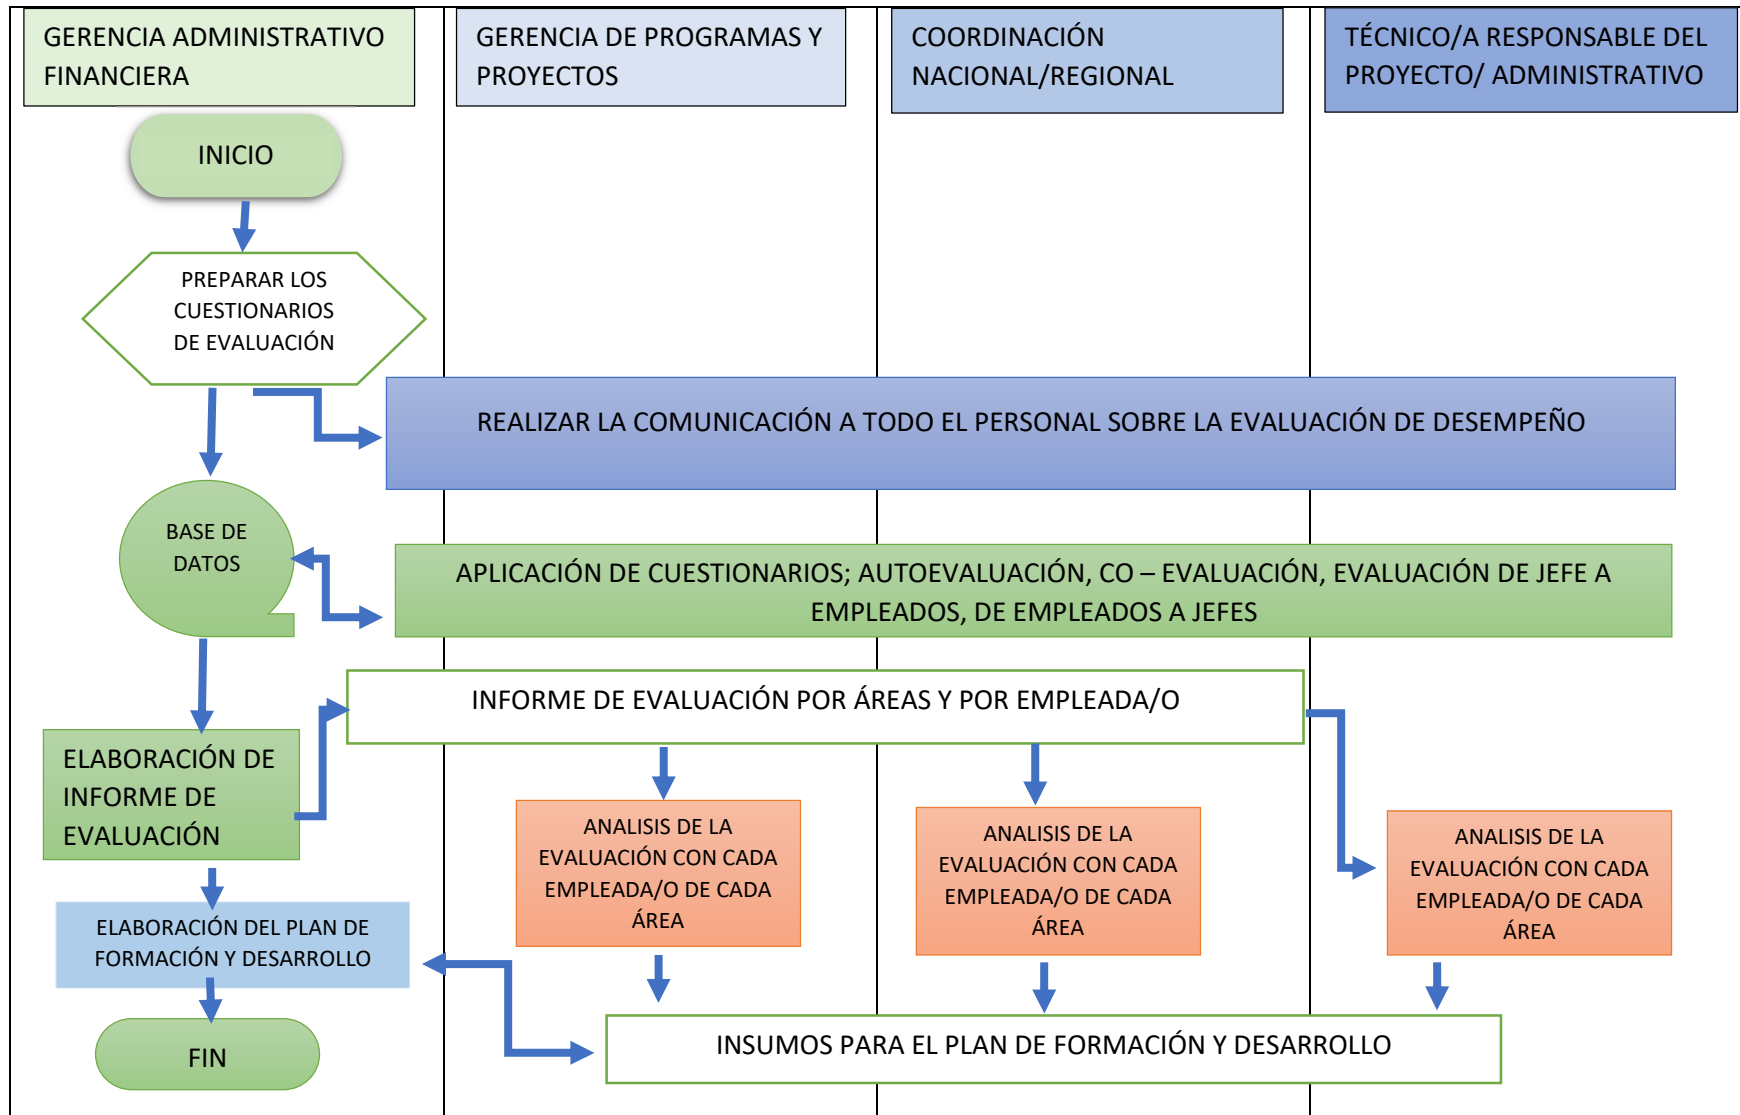 GERENCIA ADMINISTRATIVO
FINANCIERA
GERENCIA DE PROGRAMAS Y
PROYECTOS
COORDINACIÓN
NACIONAL/REGIONAL
TÉCNICO/A RESPONSABLE DEL
PROYECTO/ ADMINISTRATIVO
INICIO
PREPARAR LOS
CUESTIONARIOS
DE EVALUACIÓN
REALIZAR LA COMUNICACIÓN A TODO EL PERSONAL SOBRE LA EVALUACIÓN DE DESEMPEÑO
BASE DE
DATOS
APLICACIÓN DE CUESTIONARIOS; AUTOEVALUACIÓN, CO – EVALUACIÓN, EVALUACIÓN DE JEFE A
EMPLEADOS, DE EMPLEADOS A JEFES
INFORME DE EVALUACIÓN POR ÁREAS Y POR EMPLEADA/O
ELABORACIÓN DE
INFORME DE
EVALUACIÓN
ANALISIS DE LA
EVALUACIÓN CON CADA
EMPLEADA/O DE CADA
ÁREA
ANALISIS DE LA
EVALUACIÓN CON CADA
EMPLEADA/O DE CADA
ÁREA
ANALISIS DE LA
EVALUACIÓN CON CADA
EMPLEADA/O DE CADA
ÁREA
ELABORACIÓN DEL PLAN DE
FORMACIÓN Y DESARROLLO
INSUMOS PARA EL PLAN DE FORMACIÓN Y DESARROLLO
FIN